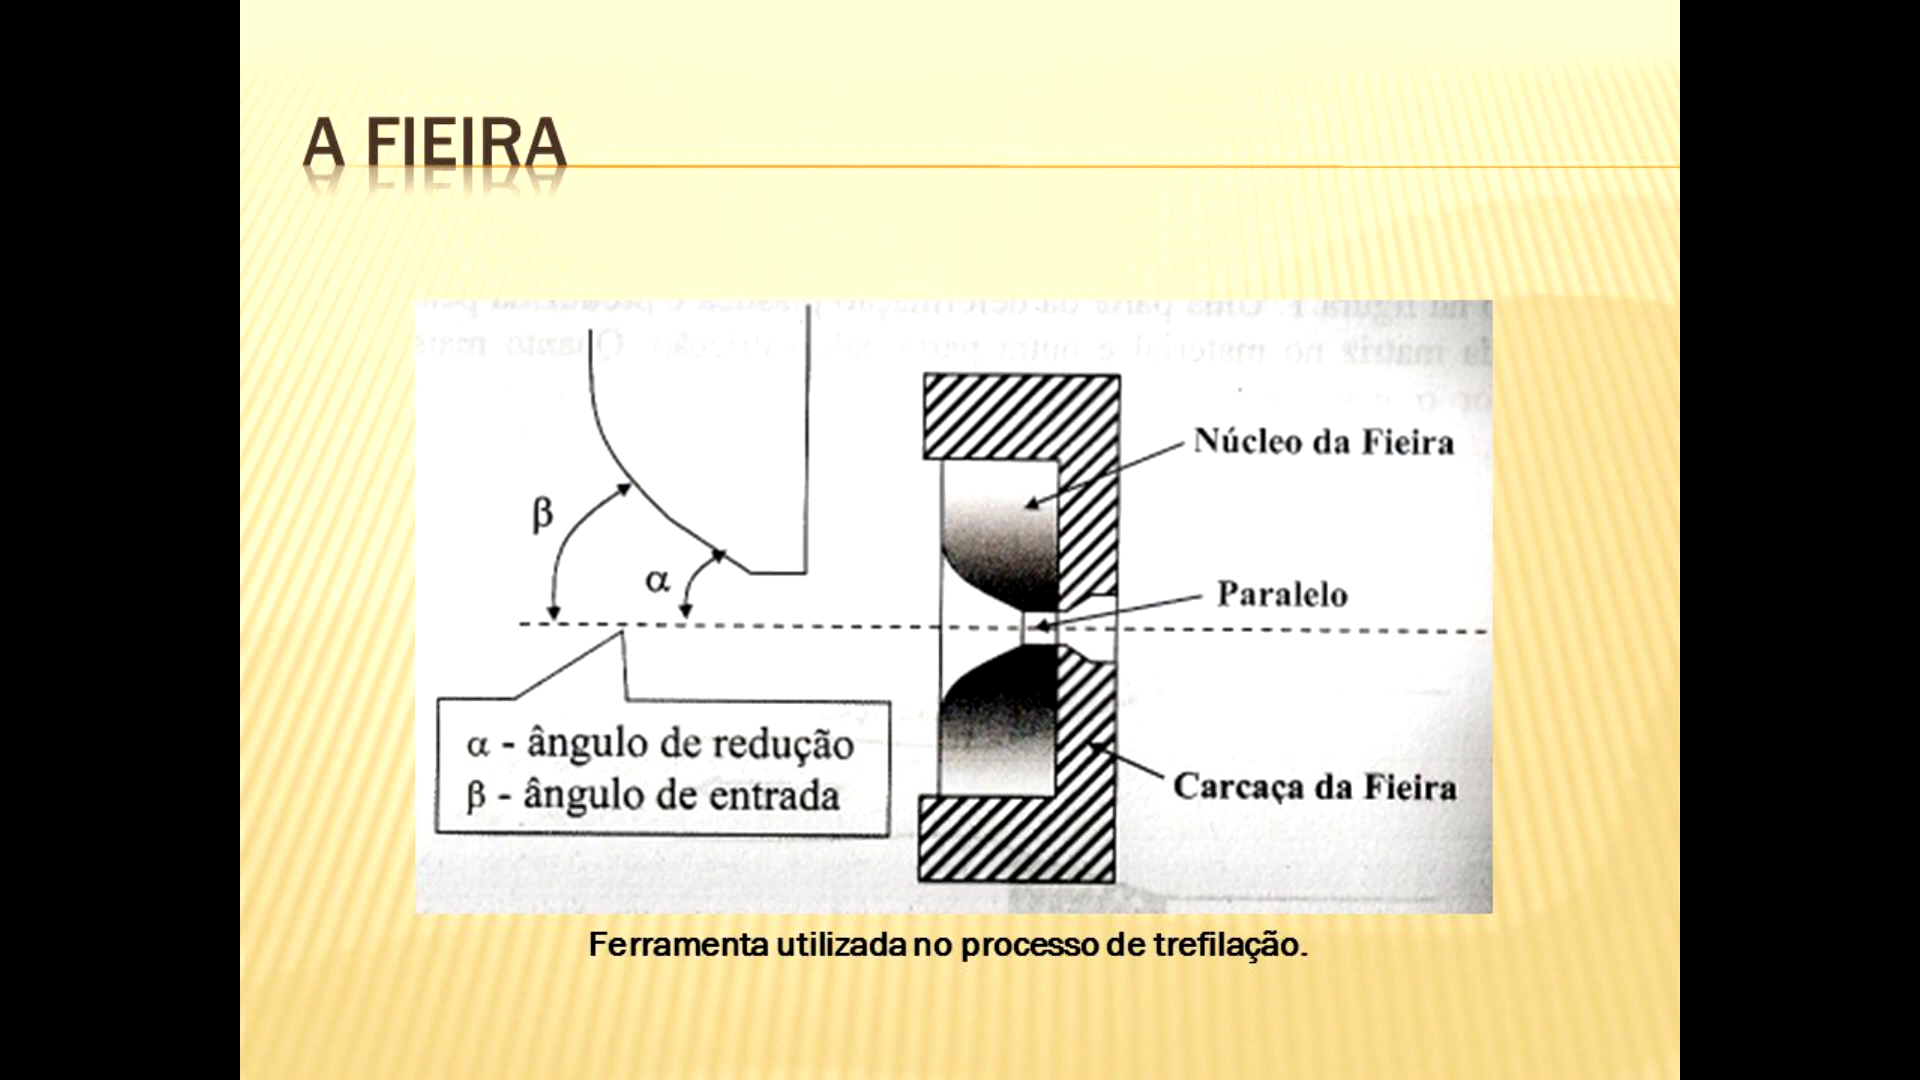 A FIEIRA
Núcleo da Fieira
β
α
Paralelo
α - ângulo de redução
β - ângulo de entrada
Carcaça da Fieira
Ferramenta utilizada no processo de trefilação.